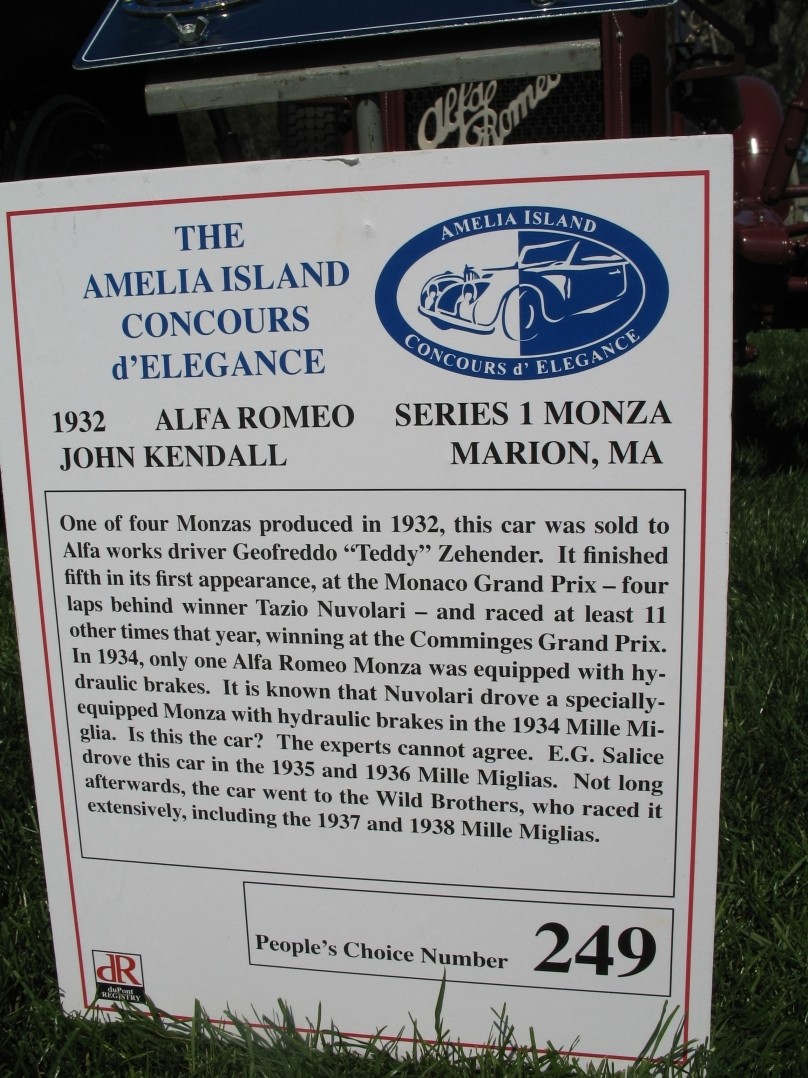 Alfa
Romeo
THE
AMELIA ISLAND
CONCOURS
d'ELEGANCE
AMELIA ISLAND
CONCOURS d' ELEGANCE
1932 ALFA ROMEO SERIES 1 MONZA
JOHN KENDALL MARION, MA
One of four Monzas produced in 1932, this car was sold to
Alfa works driver Geofreddo “Teddy” Zehender. It finished
fifth in its first appearance, at the Monaco Grand Prix – four
laps behind winner Tazio Nuvolari – and raced at least 11
other times that year, winning at the Comminges Grand Prix.
In 1934, only one Alfa Romeo Monza was equipped with hy-
draulic brakes. It is known that Nuvolari drove a specially-
equipped Monza with hydraulic brakes in the 1934 Mille Mi-
glia. Is this the car? The experts cannot agree. E.G. Salice
drove this car in the 1935 and 1936 Mille Miglias. Not long
afterwards, the car went to the Wild Brothers, who raced it
extensively, including the 1937 and 1938 Mille Miglias.
People's Choice Number 249
dR
duPont
REGISTRY